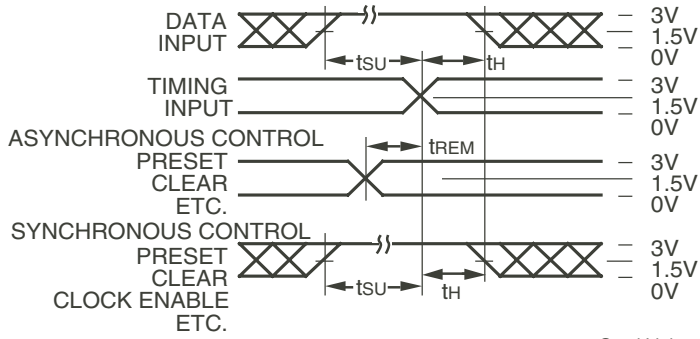 DATA
INPUT
3V
1.5V
0V
tSU
tH
TIMING
INPUT
3V
1.5V
0V
ASYNCHRONOUS CONTROL
tREM
PRESET
CLEAR
ETC.
3V
1.5V
0V
SYNCHRONOUS CONTROL
PRESET
CLEAR
CLOCK ENABLE
ETC.
3V
1.5V
0V
tSU
tH